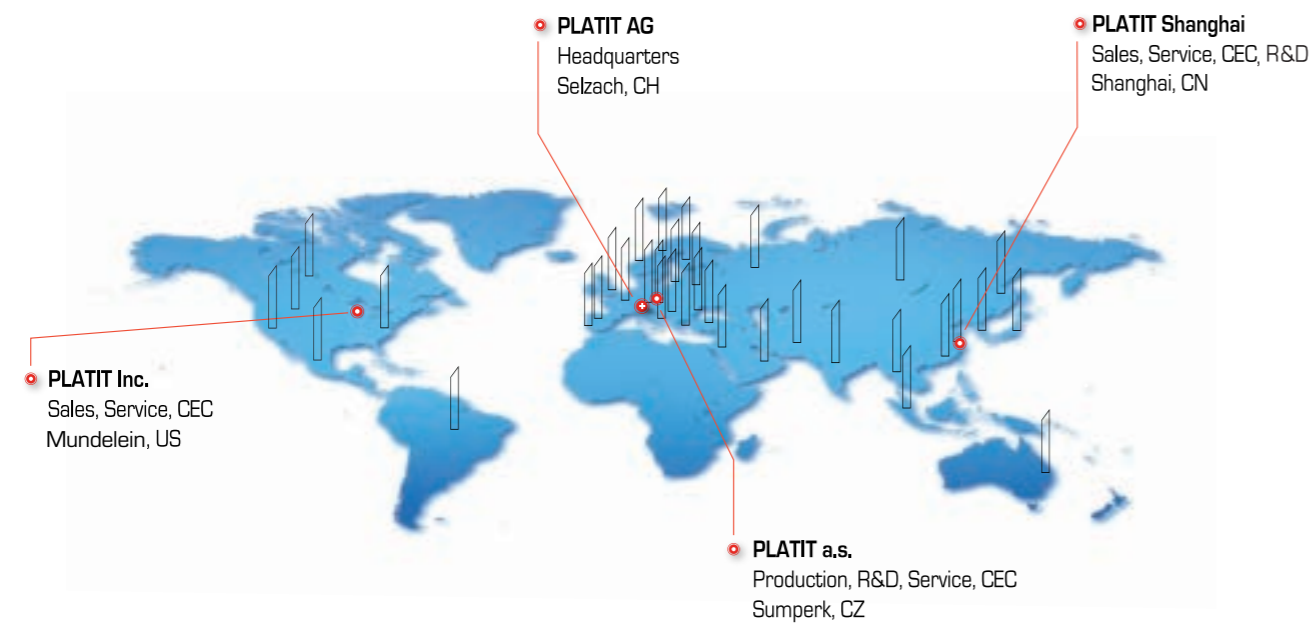 PLATIT AG
Headquarters
Selzach, CH
PLATIT Shanghai
Sales, Service, CEC, R&D
Shanghai, CN
PLATIT Inc.
Sales, Service, CEC
Mundelein, US
PLATIT a.s.
Production, R&D, Service, CEC
Sumperk, CZ